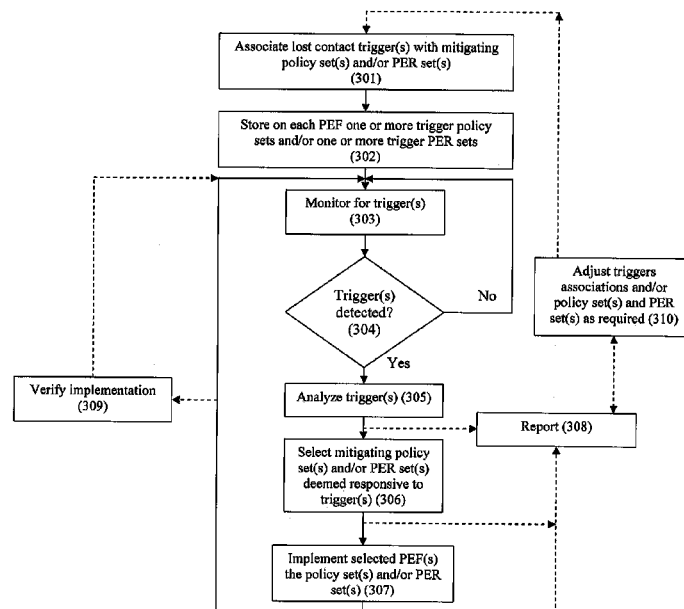 Associate lost contact trigger(s) with mitigating
policy set(s) and/or PER set(s)
(301)
Store on each PEF one or more trigger policy
sets and/or one or more trigger PER sets
(302)
Monitor for trigger(s)
(303)
Trigger(s)
detected?
(304)
No
Yes
Adjust triggers
associations and/or
policy set(s) and PER
set(s) as required (310)
Verify implementation
(309)
Analyze trigger(s) (305)
Report (308)
Select mitigating policy
set(s) and/or PER set(s)
deemed responsive to
trigger(s) (306)
Implement selected PEF(s)
the policy set(s) and/or PER
set(s) (307)